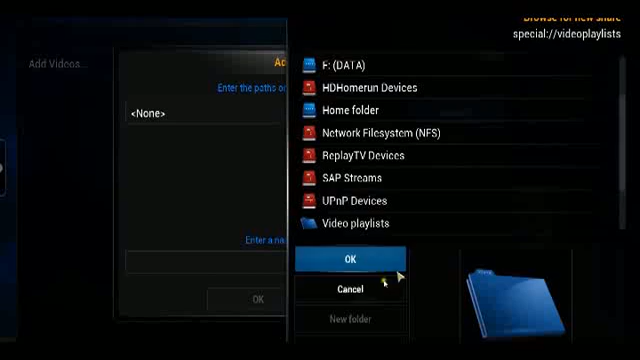 Browse for new share
special://videoplaylists
Add Videos...
Ad
Enter the paths or
<None>
F: (DATA)
HDHomerun Devices
Home folder
Network Filesystem (NFS)
ReplayTV Devices
SAP Streams
UPnP Devices
Video playlists
Enter a na
OK
OK
Cancel
New folder